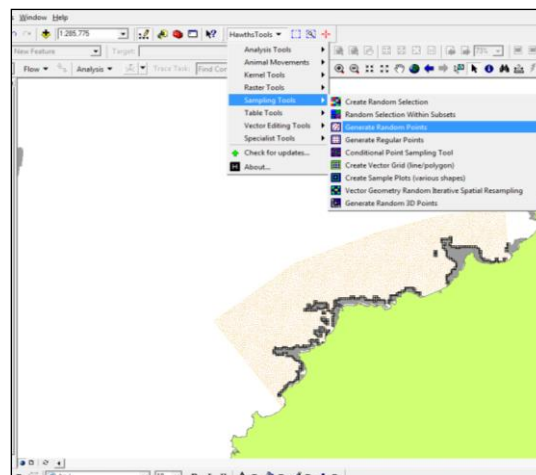 Window Help
1:285,775
HawthsTools
New Feature
Target:
Flow
Analysis
Trace Task:
Analysis Tools
Animal Movements
Kernel Tools
Raster Tools
Sampling Tools
Table Tools
Vector Editing Tools
Specialist Tools
Check for updates...
About...
Create Random Selection
Random Selection Within Subsets
Generate Random Points
Generate Regular Points
Conditional Point Sampling Tool
Create Vector Grid (line/polygon)
Create Sample Plots (various shapes)
Vector Geometry Random Iterative Spatial Resampling
Generate Random 3D Points